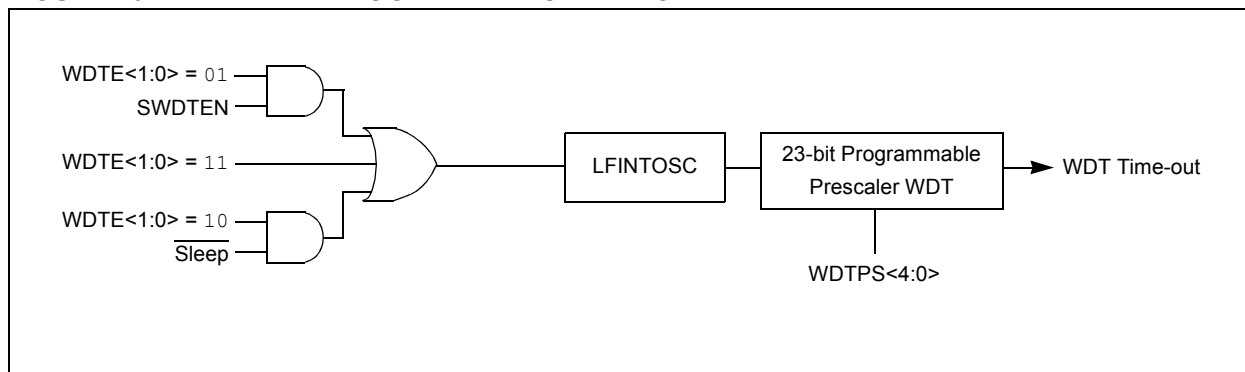 WDTE<1:0> = 01
SWDTEN
WDTE<1:0> = 11
WDTE<1:0> = 10
Sleep
LFINTOSC
23-bit Programmable
Prescaler WDT
WDT Time-out
WDTPS<4:0>